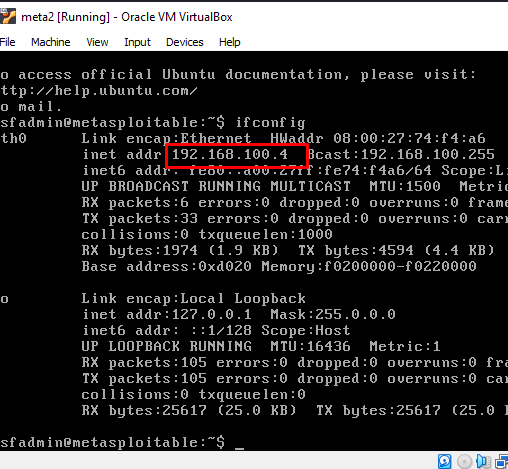 meta2 [Running] - Oracle VM VirtualBox
File Machine View Input Devices Help
o access official Ubuntu documentation, please visit:
ttp://help.ubuntu.com/
o mail.
sfadmin@metasploitable:~$ ifconfig
th0 Link encap:Ethernet HWaddr 08:00:27:74:f4:a6
inet addr:192.168.100.4 Bcast:192.168.100.255
inet6 addr: fe80::a00:27ff:fe74:f4a6/64 Scope:Li
UP BROADCAST RUNNING MULTICAST MTU:1500 Metric
RX packets:6 errors:0 dropped:0 overruns:0 frame
TX packets:33 errors:0 dropped:0 overruns:0 carr
collisions:0 txqueuelen:1000
RX bytes:1974 (1.9 KB) TX bytes:4594 (4.4 KB)
Base address:0xd020 Memory:f0200000-f0220000
o Link encap:Local Loopback
inet addr:127.0.0.1 Mask:255.0.0.0
inet6 addr: ::1/128 Scope:Host
UP LOOPBACK RUNNING MTU:16436 Metric:1
RX packets:105 errors:0 dropped:0 overruns:0 fra
TX packets:105 errors:0 dropped:0 overruns:0 car
collisions:0 txqueuelen:0
RX bytes:25617 (25.0 KB) TX bytes:25617 (25.0 K
sfadmin@metasploitable:~$ _